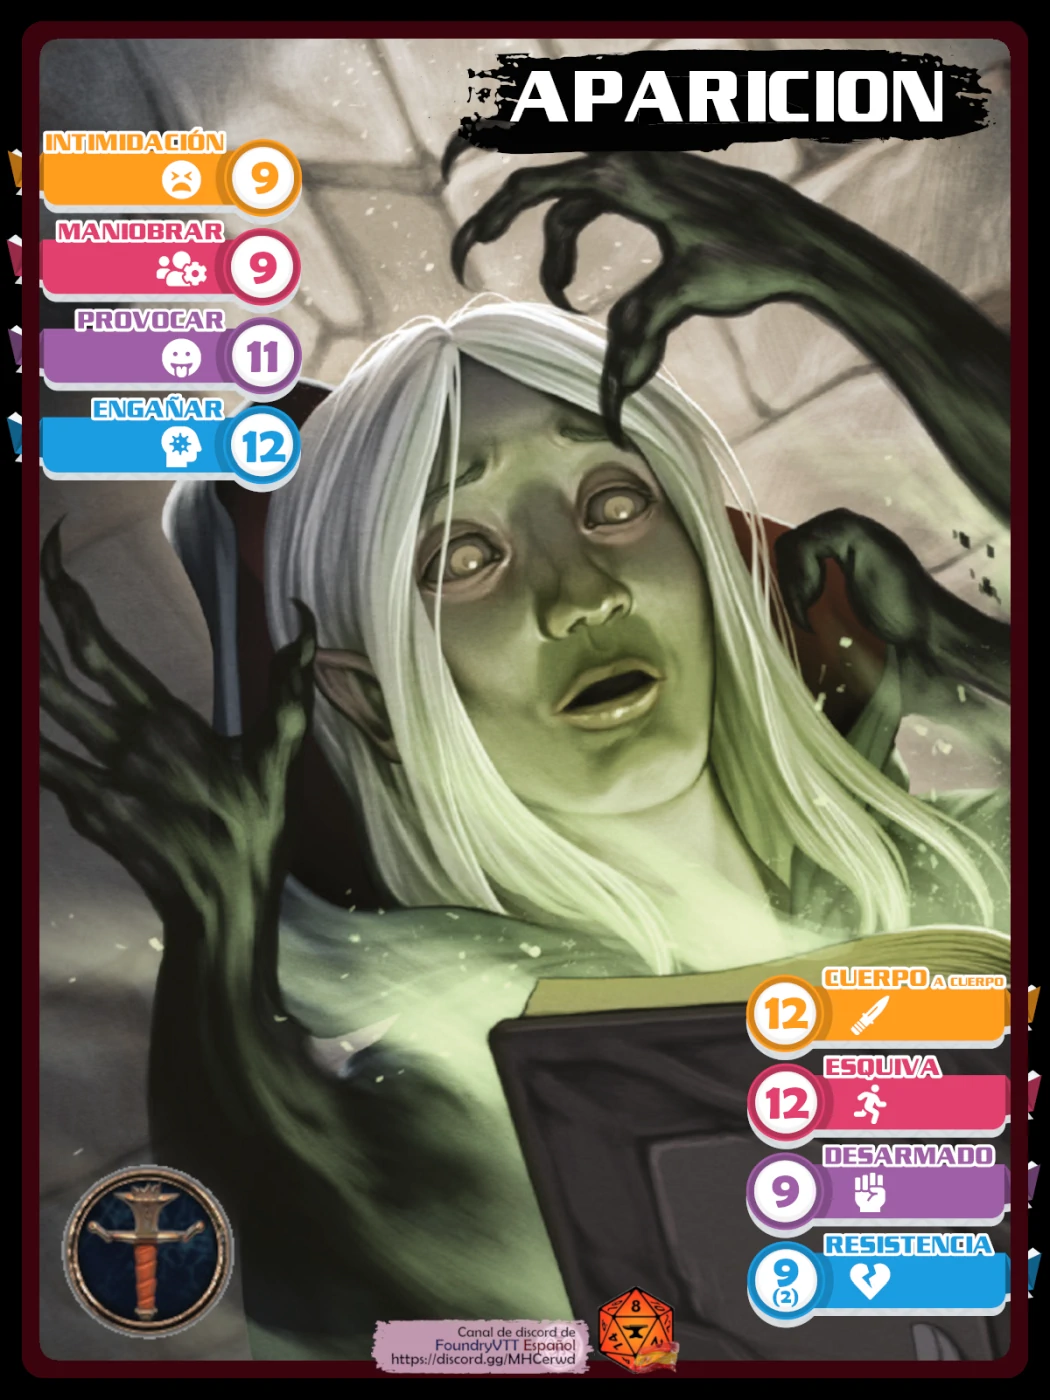 APARICION
INTIMIDACIÓN
9
MANIOBRAR
9
PROVOCAR
11
ENGAÑAR
12
CUERPO A CUERPO
12
ESQUIVA
12
DESARMADO
9
RESISTENCIA
9
(2)
8
Canal de discord de
FoundryVTT Español
https://discord.gg/MHCerwd